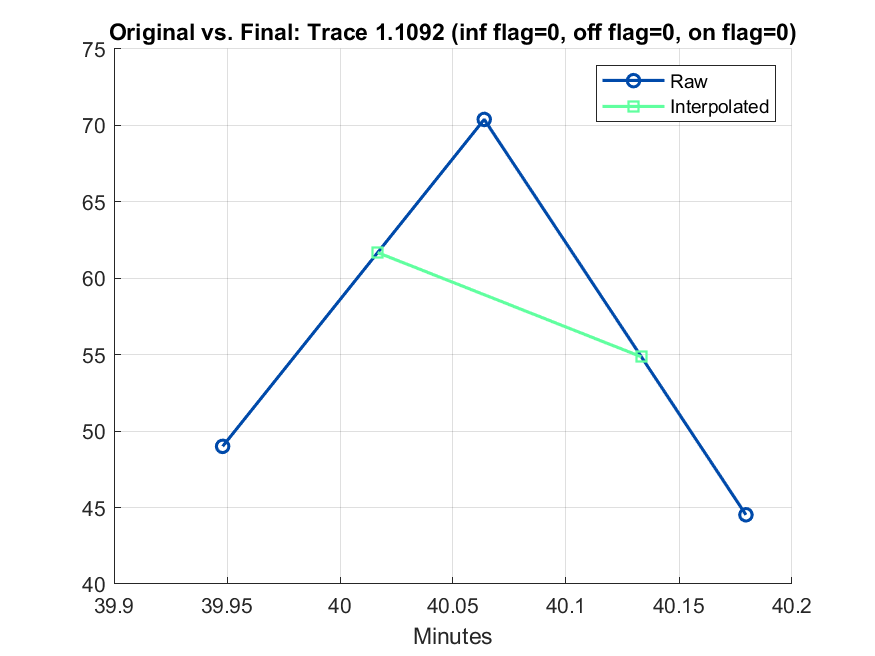 Original vs. Final: Trace 1.1092 (inf flag=0, off flag=0, on flag=0)
75
70
65
60
55
50
45
40
39.9 39.95 40 40.05 40.1 40.15 40.2
Minutes
Raw
Interpolated